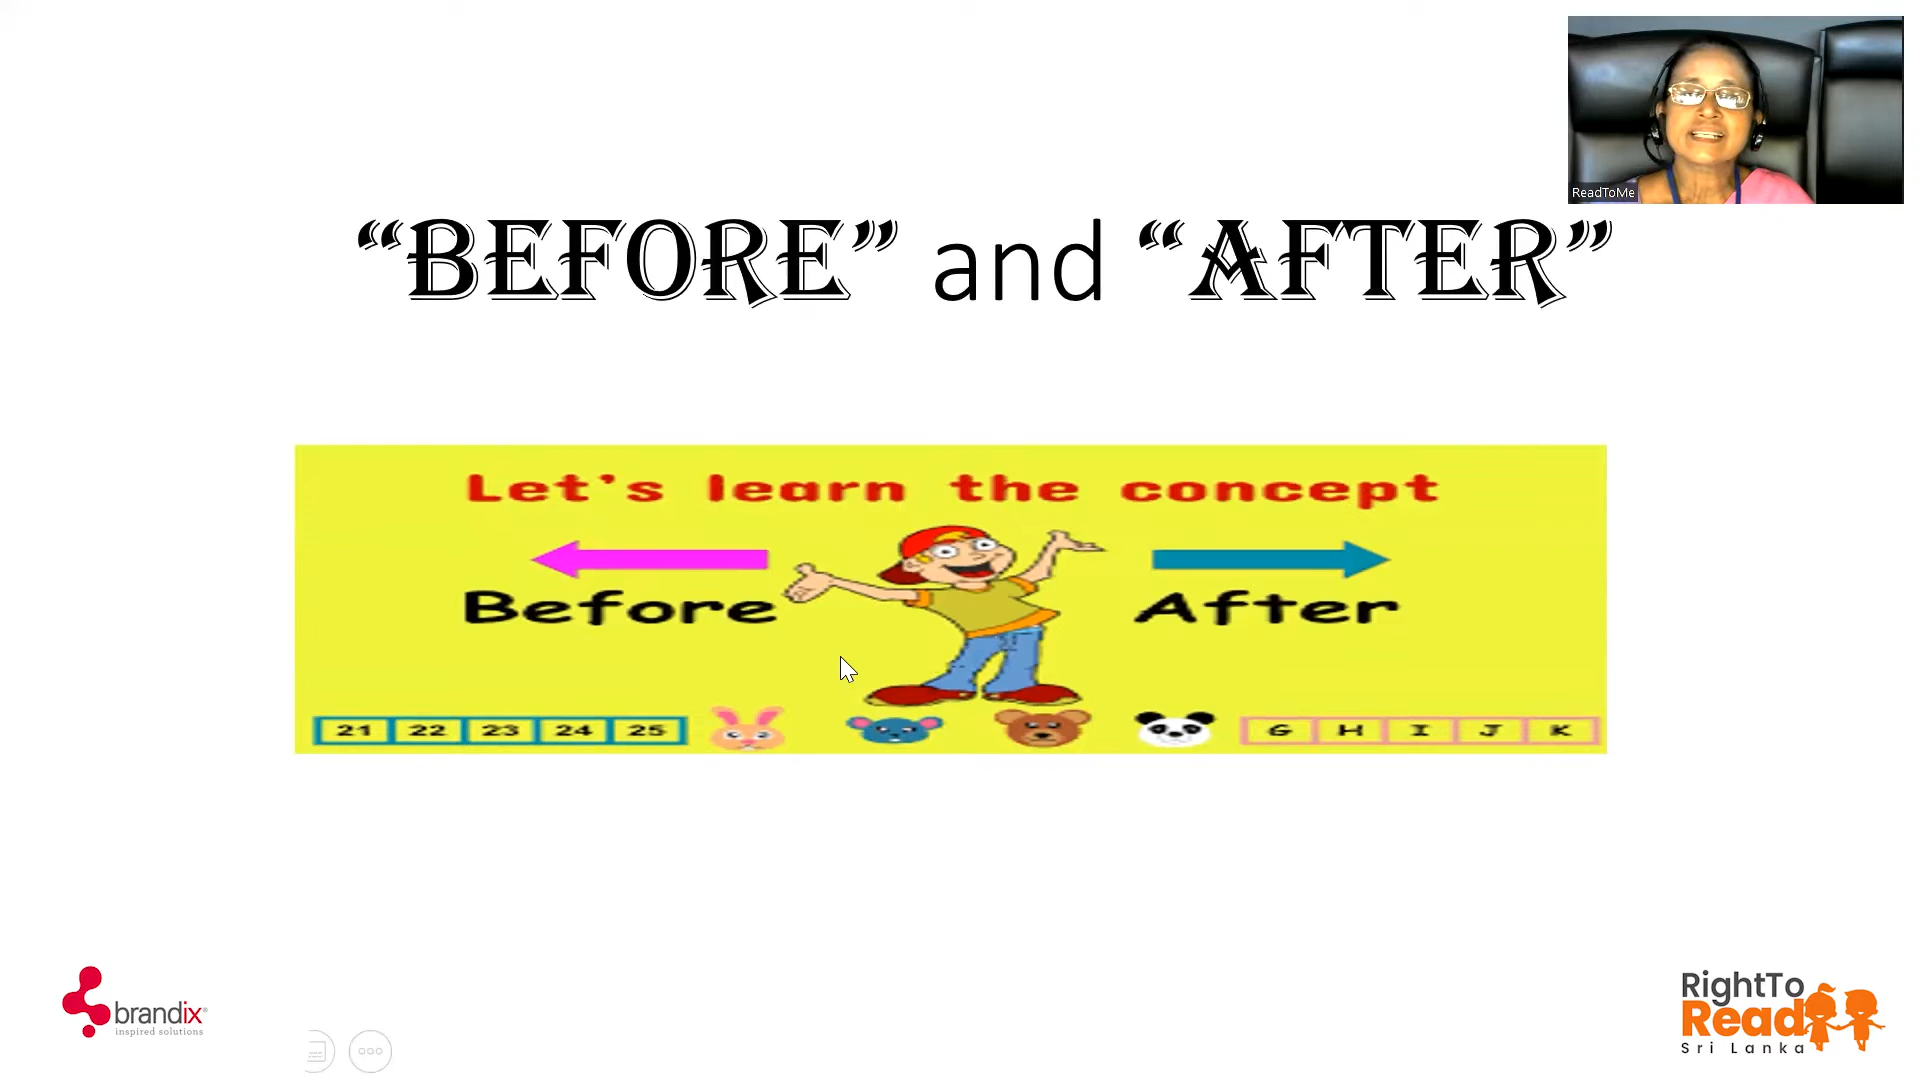 ReadToMe
“BEFORE” and “AFTER”
Let's learn the concept
Before After
21 22 23 24 25 G H I J K
brandix
inspired solutions
RightTo
Read
Sri Lanka